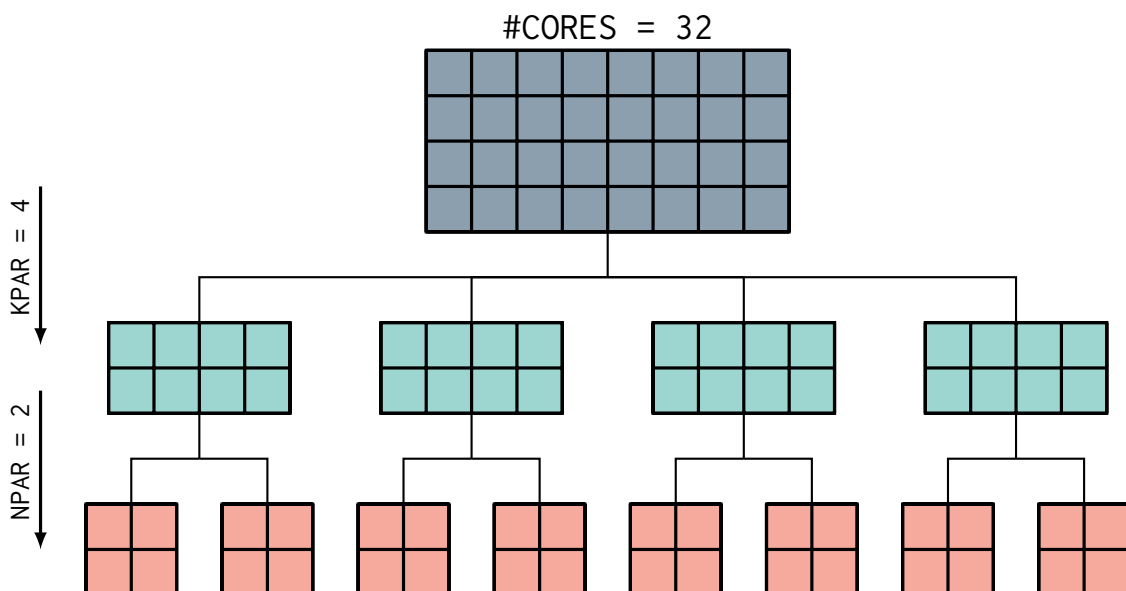 #CORES = 32
KPAR = 4
NPAR = 2